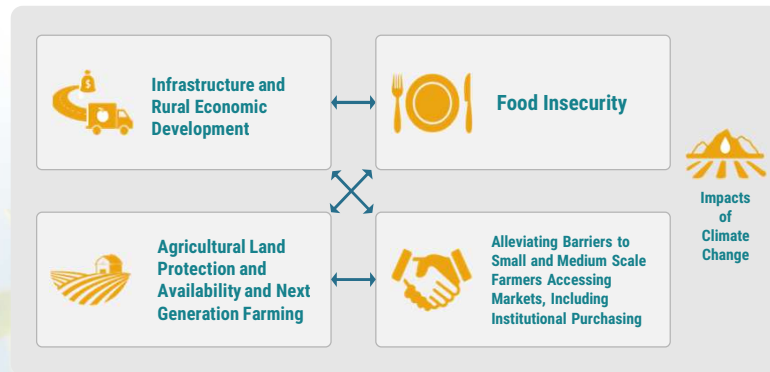 Infrastructure and
Rural Economic
Development
Food Insecurity
Agricultural Land
Protection and
Availability and Next
Generation Farming
Alleviating Barriers to
Small and Medium Scale
Farmers Accessing
Markets, Including
Institutional Purchasing
Impacts
of
Climate
Change